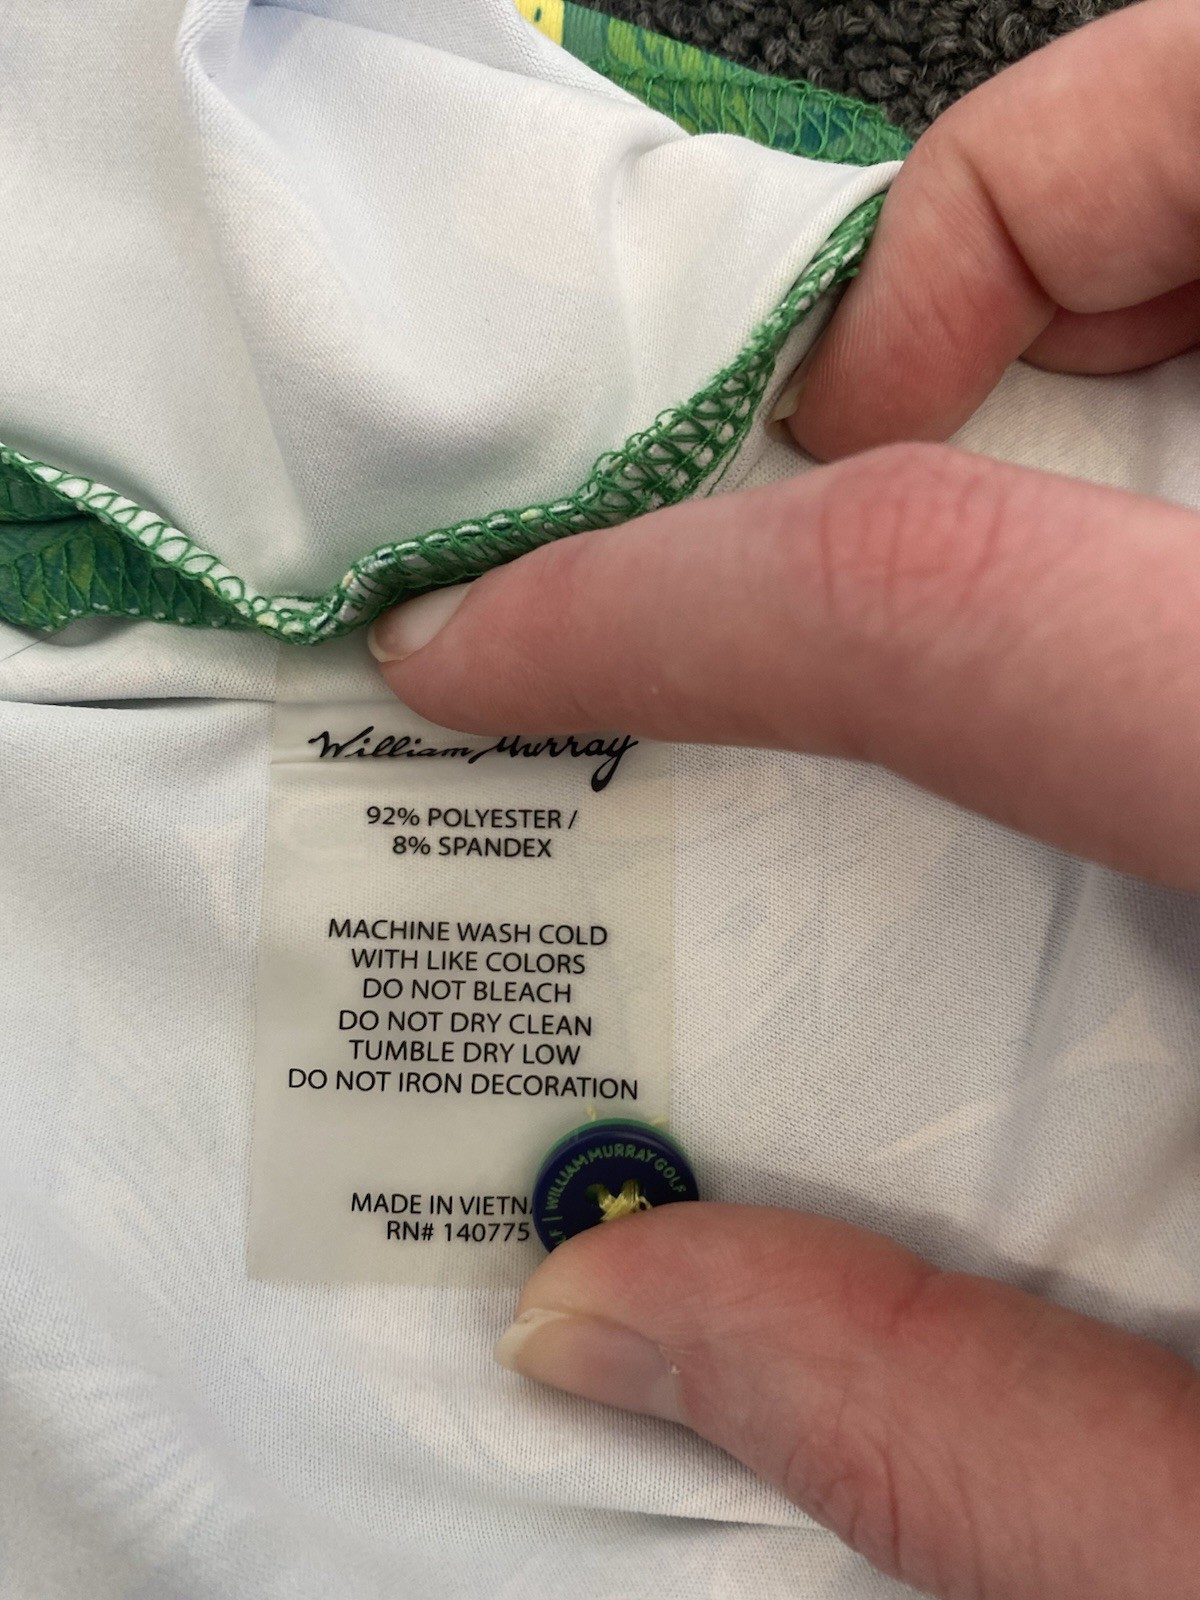 William Murray
92% POLYESTER /
8% SPANDEX
MACHINE WASH COLD
WITH LIKE COLORS
DO NOT BLEACH
DO NOT DRY CLEAN
TUMBLE DRY LOW
DO NOT IRON DECORATION
MADE IN
RN# 140775
WILLIAM MURRAY GOLF